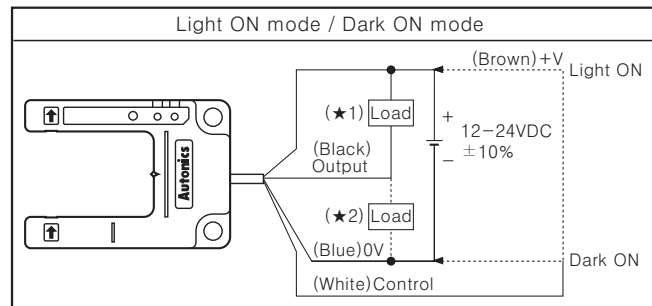 Light ON mode / Dark ON mode
(Brown)+V
Light ON
(★1) Load
+
12-24VDC
±10%
−
(Black)
Output
Autonics
(★2) Load
(Blue)0V
Dark ON
(White)Control